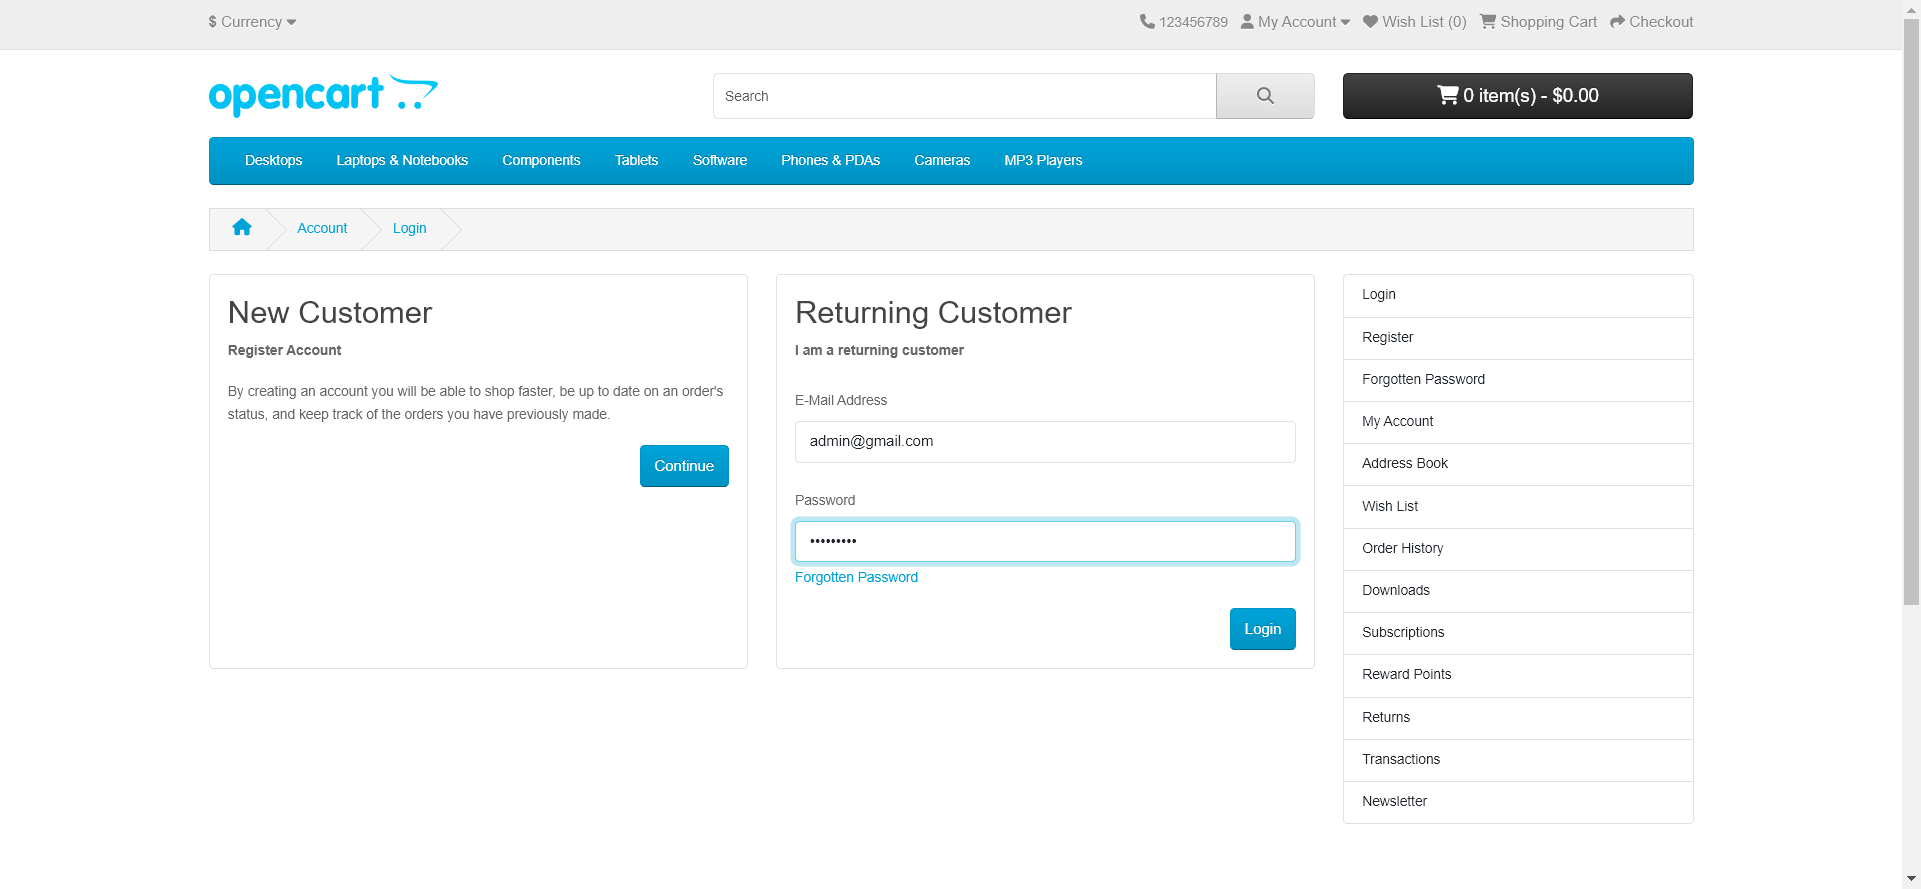 $ Currency
123456789 My Account Wish List (0) Shopping Cart Checkout
opencart
Search
0 item(s) - $0.00
Desktops Laptops & Notebooks Components Tablets Software Phones & PDAs Cameras MP3 Players
Account Login
New Customer
Register Account
By creating an account you will be able to shop faster, be up to date on an order's
status, and keep track of the orders you have previously made.
Continue
Returning Customer
I am a returning customer
E-Mail Address
admin@gmail.com
Password
•••••••••
Forgotten Password
Login
Login
Register
Forgotten Password
My Account
Address Book
Wish List
Order History
Downloads
Subscriptions
Reward Points
Returns
Transactions
Newsletter